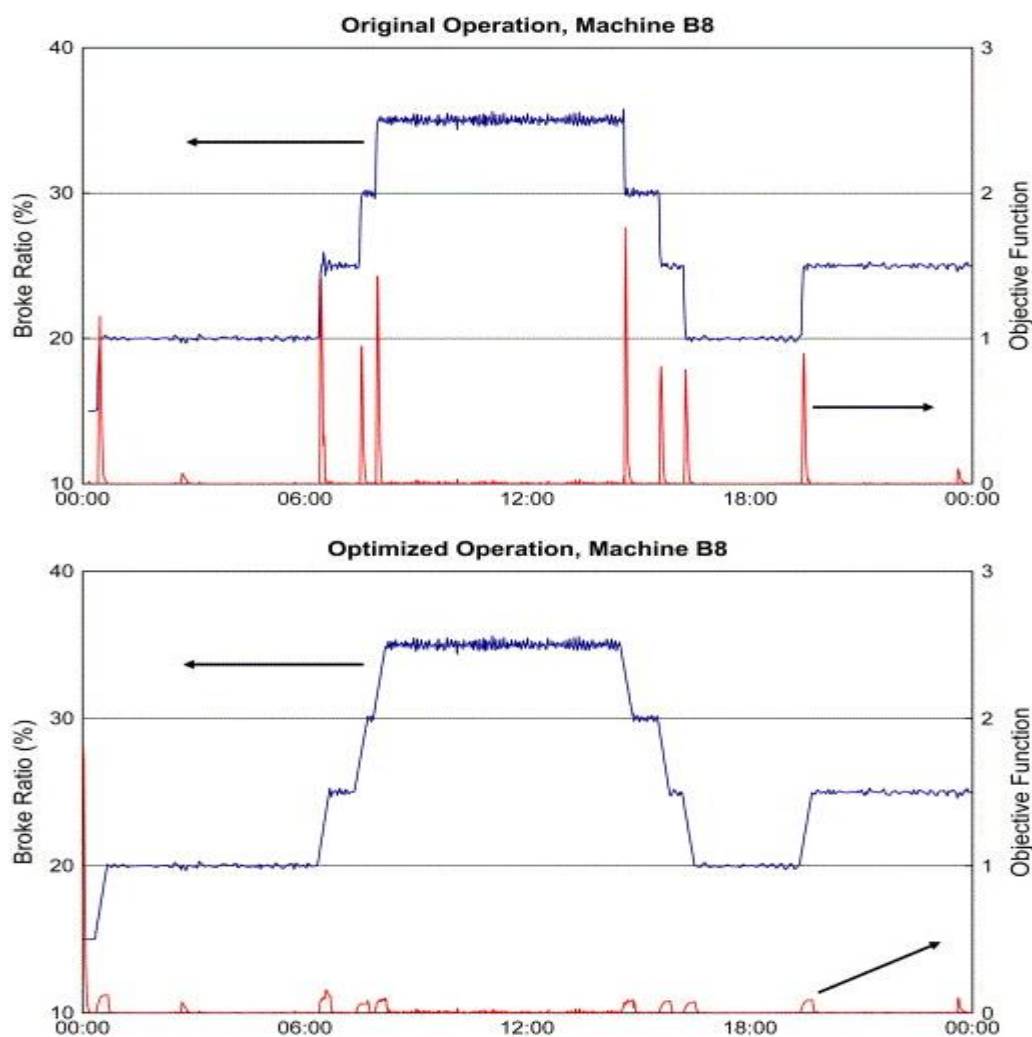 Original Operation, Machine B8
40
30
20
10
Broke Ratio (%)
3
2
1
0
Objective Function
00:00 06:00 12:00 18:00 00:00
Optimized Operation, Machine B8
40
30
20
10
Broke Ratio (%)
3
2
1
0
Objective Function
00:00 06:00 12:00 18:00 00:00